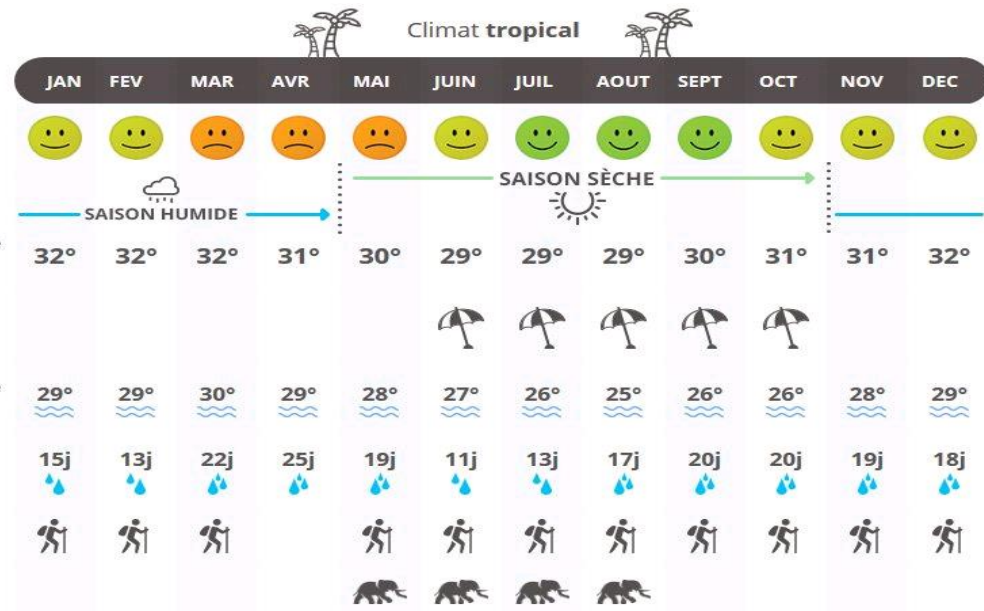 Climat tropical
JAN FEV MAR AVR MAI JUIN JUIL AOUT SEPT OCT NOV DEC
SAISON SÈCHE
SAISON HUMIDE
32° 32° 32° 31° 30° 29° 29° 29° 30° 31° 31° 32°
29° 29° 30° 29° 28° 27° 26° 25° 26° 26° 28° 29°
15j 13j 22j 25j 19j 11j 13j 17j 20j 20j 19j 18j